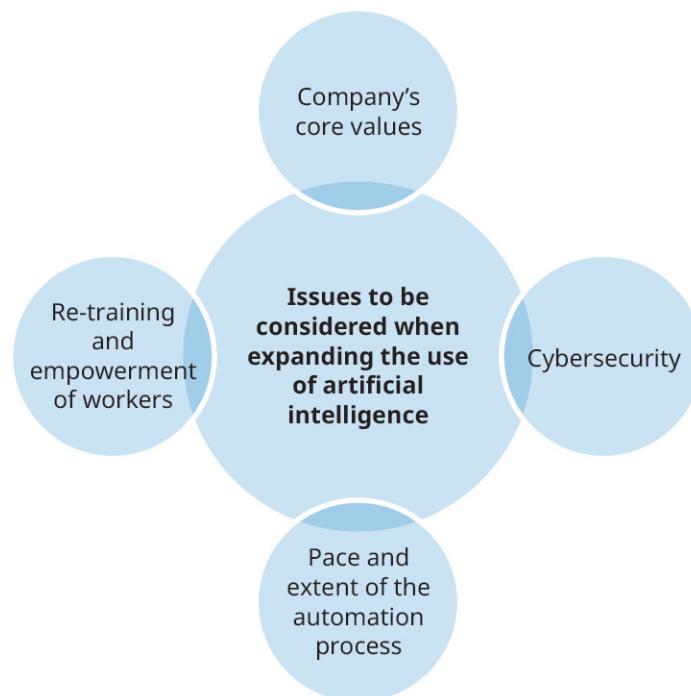 Company’s
core values
Re-training
and
empowerment
of workers
Issues to be
considered when
expanding the use
of artificial
intelligence
Cybersecurity
Pace and
extent of the
automation
process